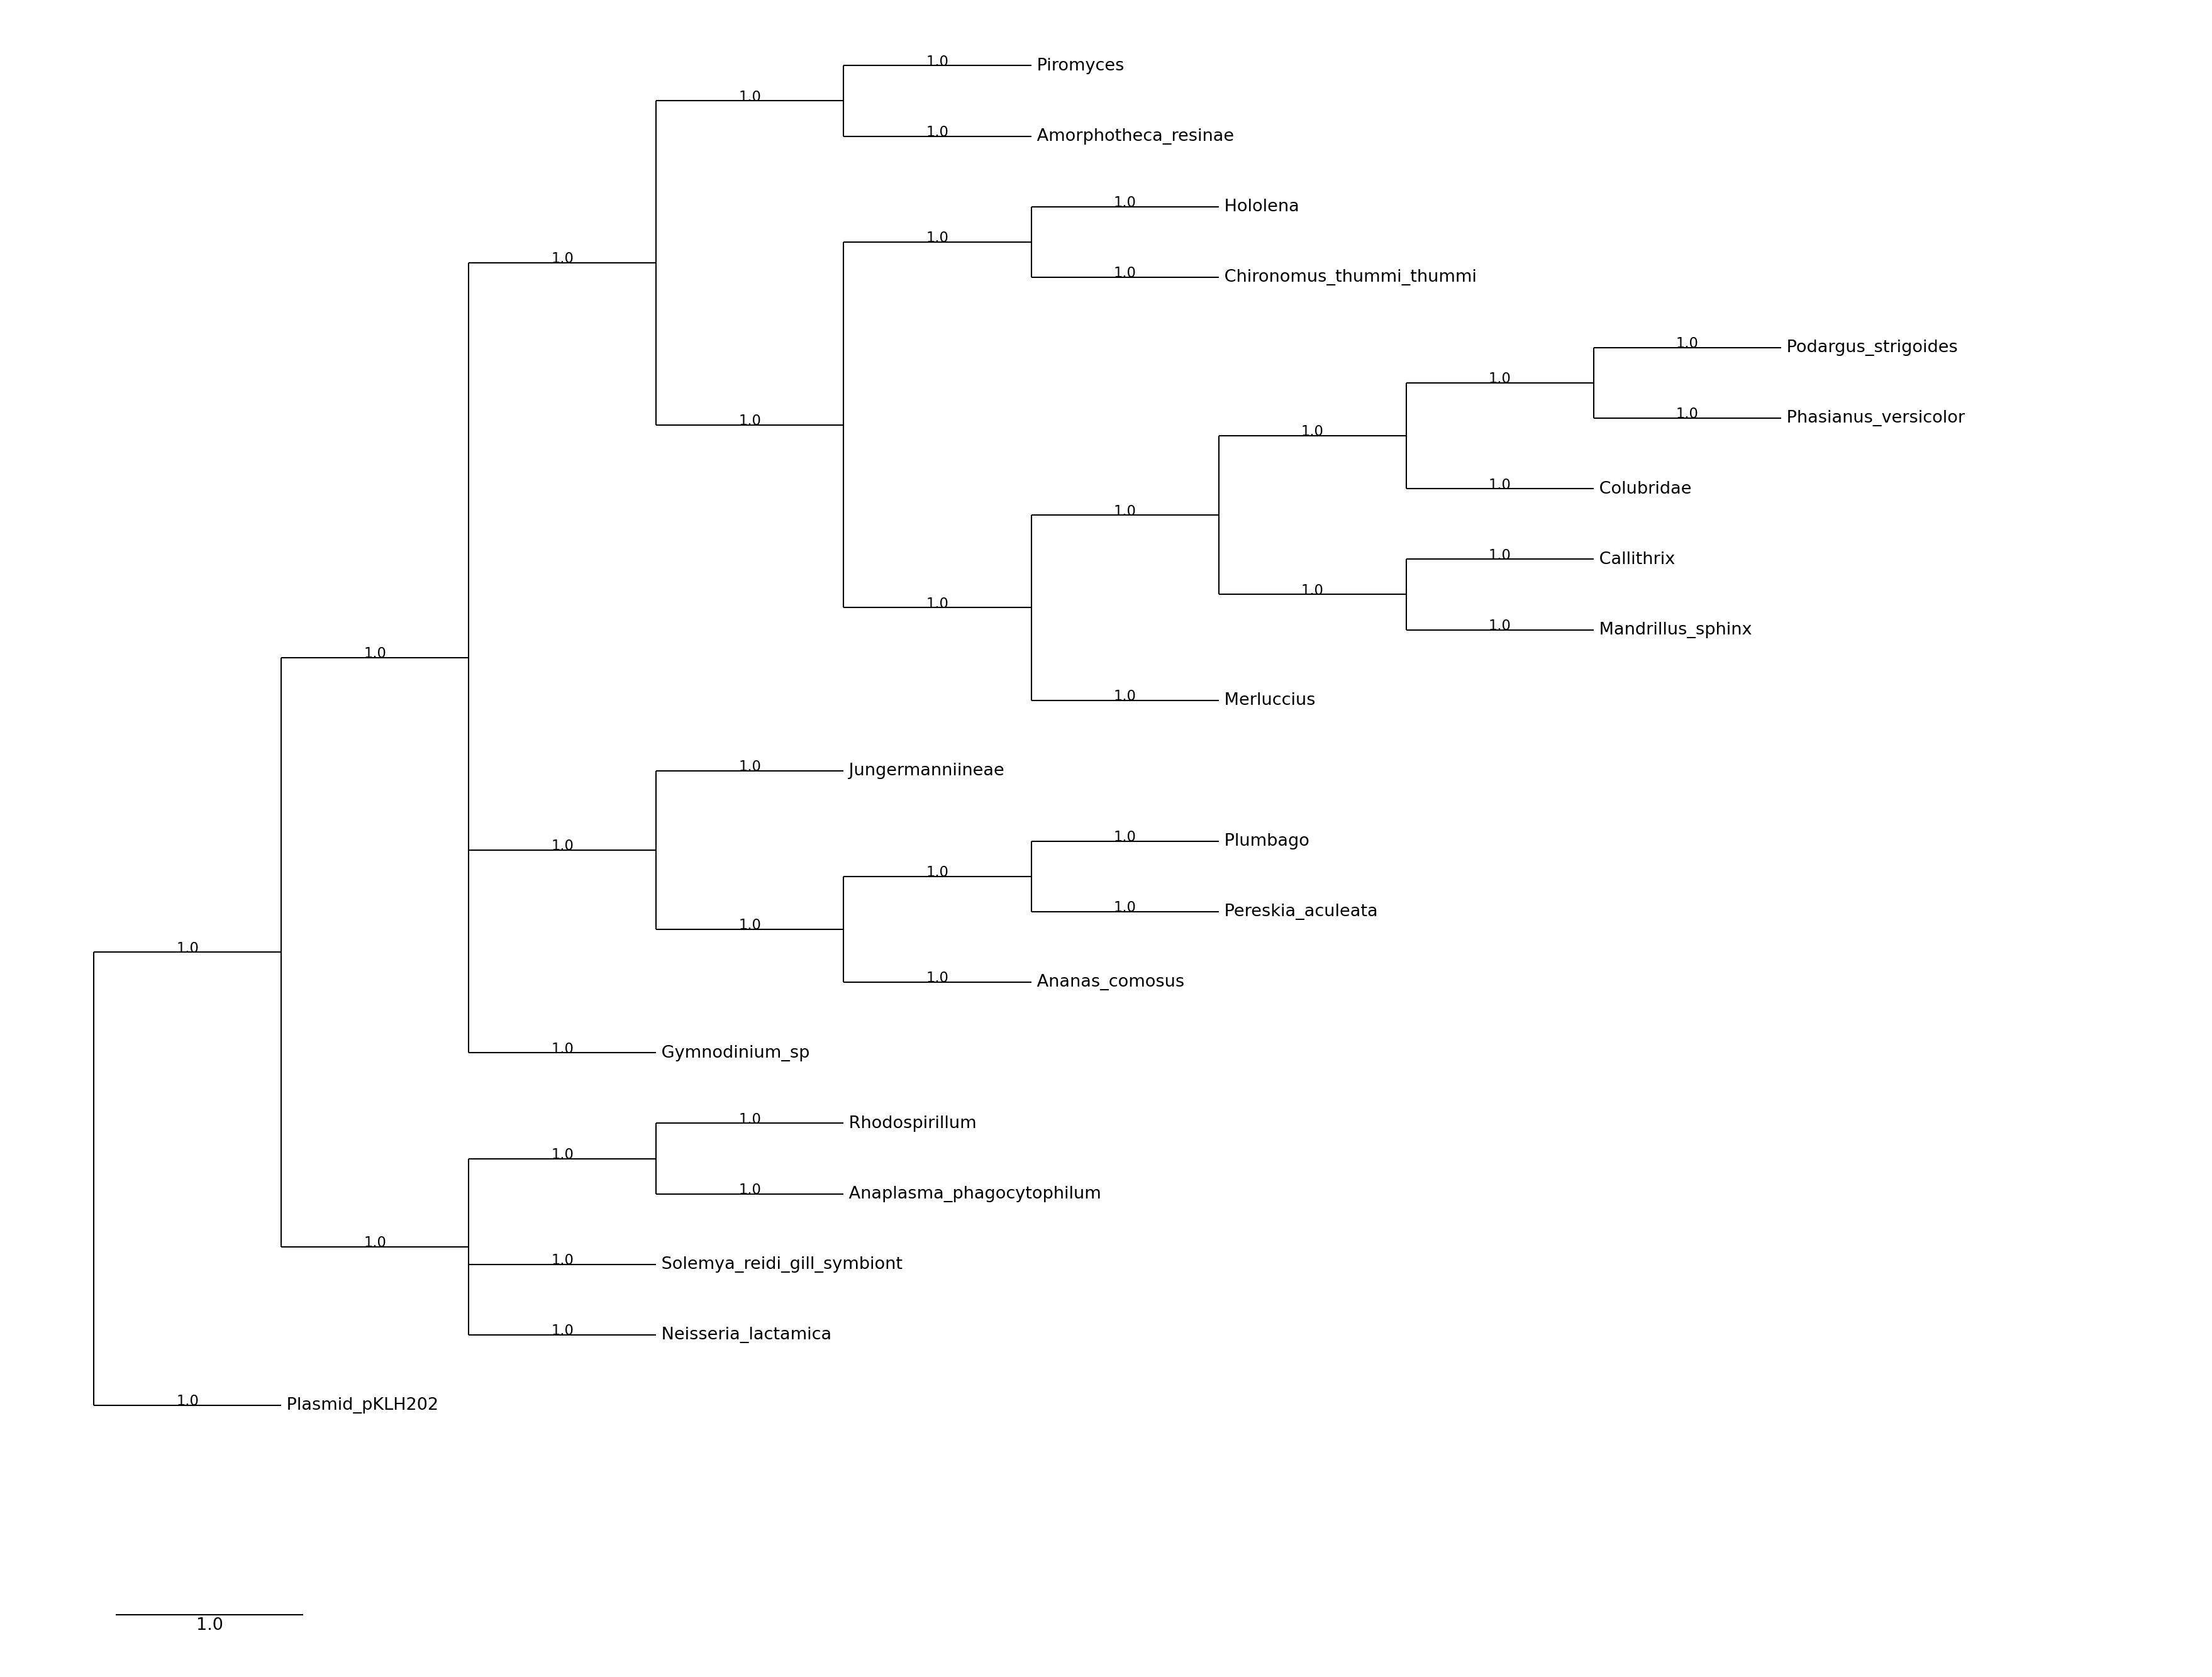 1.0
Piromyces
1.0
1.0
Amorphotheca_resinae
1.0
Hololena
1.0
1.0
1.0
Chironomus_thummi_thummi
1.0
Podargus_strigoides
1.0
1.0
Phasianus_versicolor
1.0
1.0
1.0
Colubridae
1.0
1.0
Callithrix
1.0
1.0
1.0
Mandrillus_sphinx
1.0
1.0
Merluccius
1.0
Jungermanniineae
1.0
Plumbago
1.0
1.0
1.0
Pereskia_aculeata
1.0
1.0
1.0
Ananas_comosus
1.0
Gymnodinium_sp
1.0
Rhodospirillum
1.0
1.0
Anaplasma_phagocytophilum
1.0
1.0
Solemya_reidi_gill_symbiont
1.0
Neisseria_lactamica
1.0
Plasmid_pKLH202
1.0